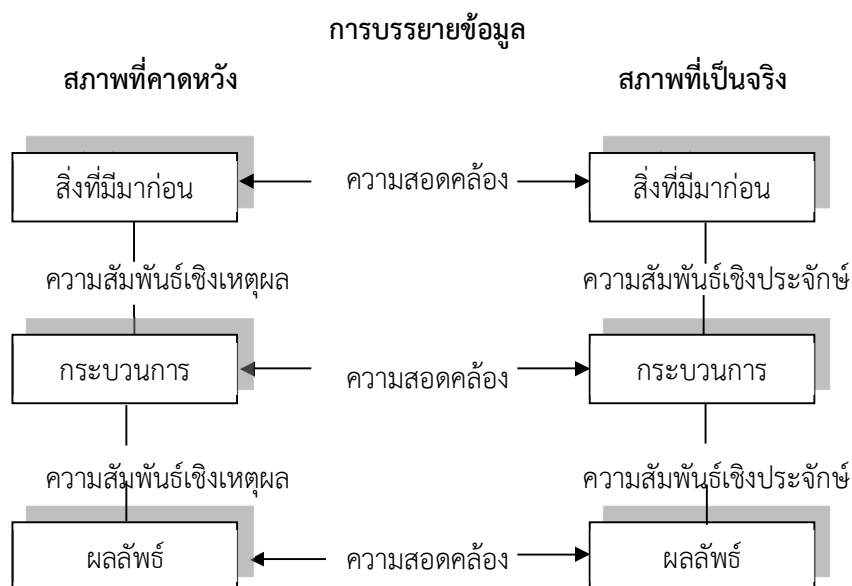 การบรรยายข้อมูล
สภาพที่คาดหวัง สภาพที่เป็นจริง
สิ่งที่มีมาก่อน ความสอดคล้อง สิ่งที่มีมาก่อน
ความสัมพันธ์เชิงเหตุผล ความสัมพันธ์เชิงประจักษ์
กระบวนการ ความสอดคล้อง กระบวนการ
ความสัมพันธ์เชิงเหตุผล ความสัมพันธ์เชิงประจักษ์
ผลลัพธ์ ความสอดคล้อง ผลลัพธ์